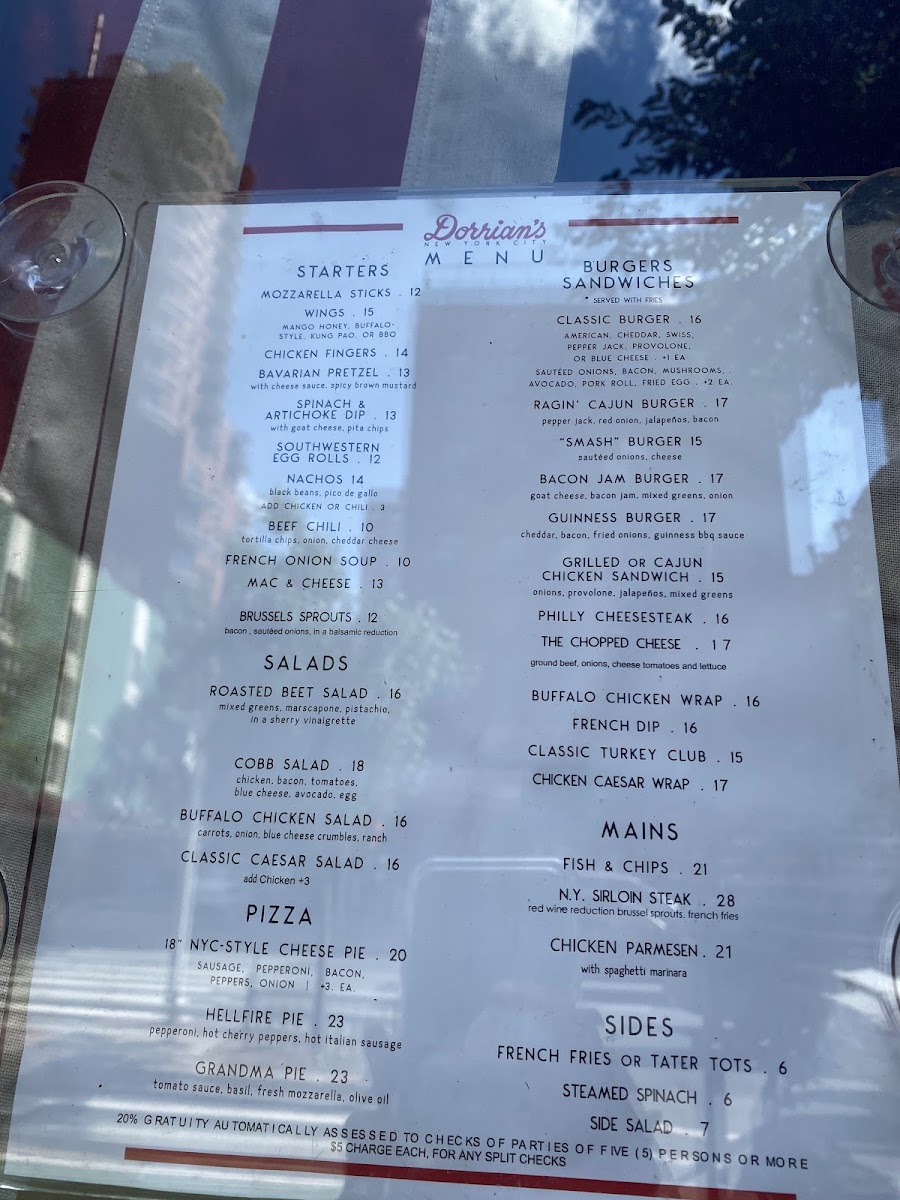 Dorrian's
NEW YORK CITY
MENU
STARTERS
MOZZARELLA STICKS . 12
WINGS . 15
MANGO HONEY, BUFFALO-
STYLE, KUNG PAO, OR BBQ
CHICKEN FINGERS . 14
BAVARIAN PRETZEL . 13
with cheese sauce, spicy brown mustard
SPINACH &
ARTICHOKE DIP . 13
with goat cheese, pita chips
SOUTHWESTERN
EGG ROLLS . 12
NACHOS 14
black beans, pico de gallo
ADD CHICKEN OR CHILI . 3
BEEF CHILI . 10
tortilla chips, onion, cheddar cheese
FRENCH ONION SOUP . 10
MAC & CHEESE . 13
BRUSSELS SPROUTS . 12
bacon , sautéed onions, in a balsamic reduction
SALADS
ROASTED BEET SALAD . 16
mixed greens, marscapone, pistachio,
in a sherry vinaigrette
COBB SALAD . 18
chicken, bacon, tomatoes,
blue cheese, avocado, egg
BUFFALO CHICKEN SALAD . 16
carrots, onion, blue cheese crumbles, ranch
CLASSIC CAESAR SALAD . 16
add Chicken +3
PIZZA
18" NYC-STYLE CHEESE PIE . 20
SAUSAGE, PEPPERONI, BACON,
PEPPERS, ONION | +3. EA.
HELLFIRE PIE . 23
pepperoni, hot cherry peppers, hot italian sausage
GRANDMA PIE . 23
tomato sauce, basil, fresh mozzarella, olive oil
BURGERS
SANDWICHES
* SERVED WITH FRIES
CLASSIC BURGER . 16
AMERICAN, CHEDDAR, SWISS,
PEPPER JACK, PROVOLONE,
OR BLUE CHEESE . +1 EA
SAUTÉED ONIONS, BACON, MUSHROOMS, .
AVOCADO, PORK ROLL, FRIED EGG . +2 EA.
RAGIN' CAJUN BURGER . 17
pepper jack, red onion, jalapeños, bacon
"SMASH" BURGER 15
sautéed onions, cheese
BACON JAM BURGER . 17
goat cheese, bacon jam, mixed greens, onion
GUINNESS BURGER . 17
cheddar, bacon, fried onions, guinness bbq sauce
GRILLED OR CAJUN
CHICKEN SANDWICH . 15
onions, provolone, jalapeños, mixed greens
PHILLY CHEESESTEAK . 16
THE CHOPPED CHEESE . 17
ground beef, onions, cheese tomatoes and lettuce
BUFFALO CHICKEN WRAP . 16
FRENCH DIP . 16
CLASSIC TURKEY CLUB . 15
CHICKEN CAESAR WRAP . 17
MAINS
FISH & CHIPS . 21
N.Y. SIRLOIN STEAK . 28
red wine reduction brussel sprouts, french fries
CHICKEN PARMESEN . 21
with spaghetti marinara
SIDES
FRENCH FRIES OR TATER TOTS . 6
STEAMED SPINACH . 6
SIDE SALAD . 7
20% GRATUITY AUTOMATICALLY ASSESSED TO CHECKS OF PARTIES OF FIVE (5) PERSONS OR MORE
$5 CHARGE EACH, FOR ANY SPLIT CHECKS